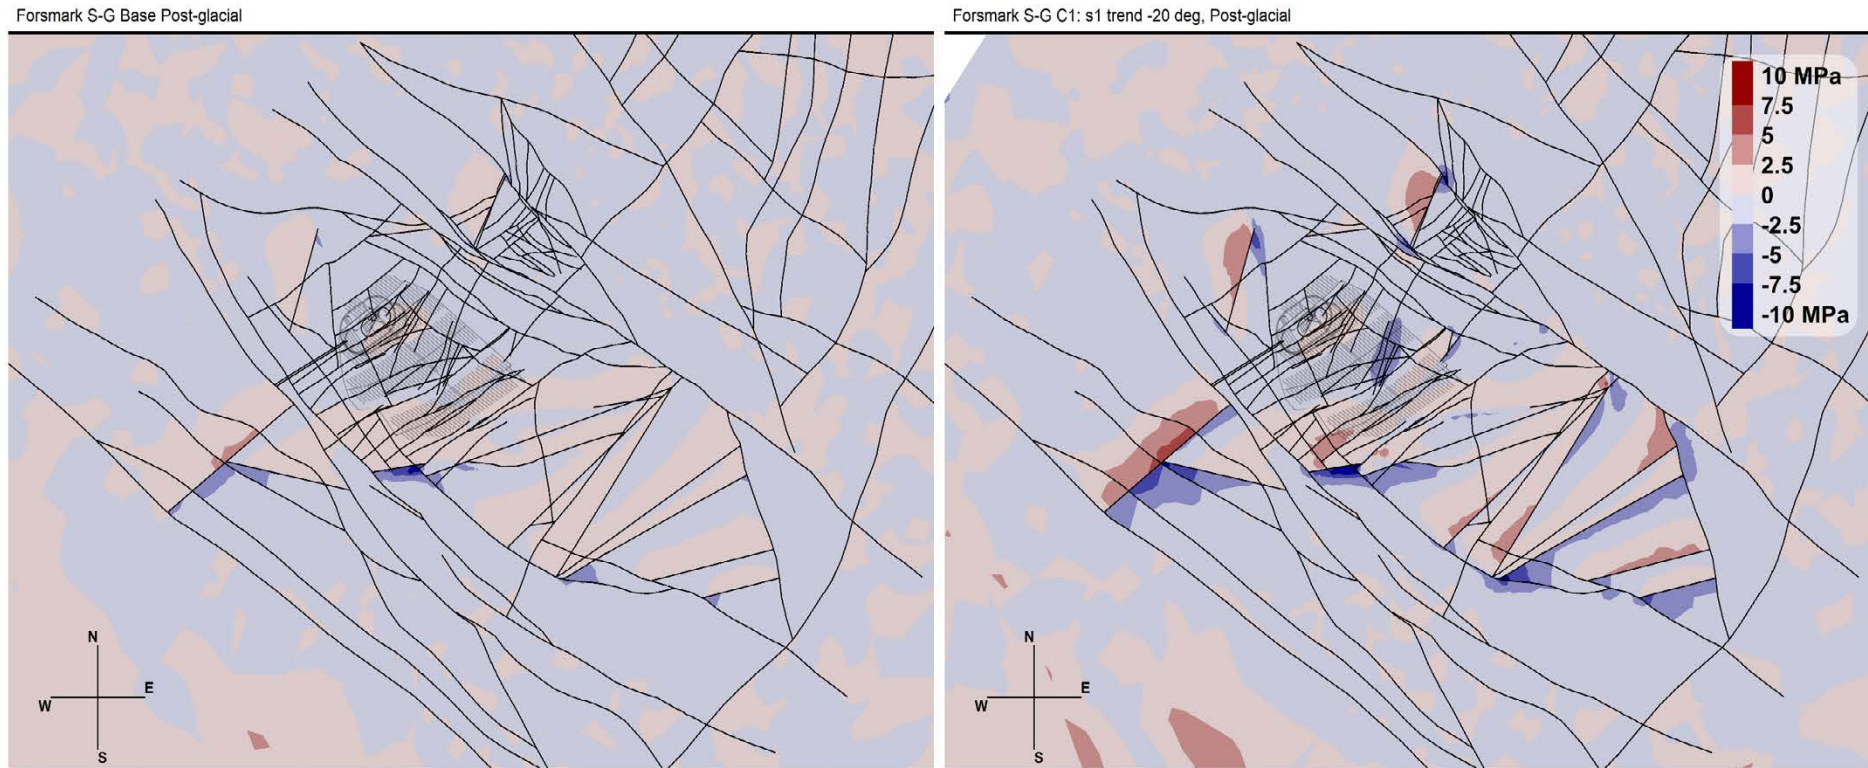 Forsmark S-G Base Post-glacial
Forsmark S-G C1: s1 trend -20 deg, Post-glacial
10 MPa
7.5
5
2.5
0
-2.5
-5
-7.5
-10 MPa
N
W
E
S
N
W
E
S